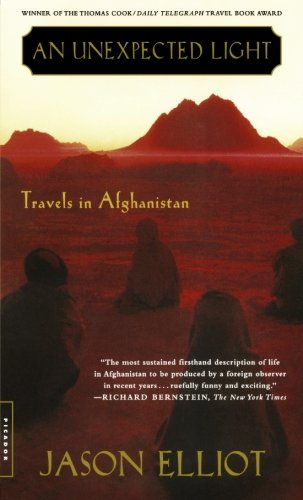 WINNER OF THE THOMAS COOK/DAILY TELEGRAPH TRAVEL BOOK AWARD
AN UNEXPECTED LIGHT
Travels in Afghanistan
"The most sustained firsthand description of life
in Afghanistan to be produced by a foreign observer
in recent years . . . ruefully funny and exciting."
—RICHARD BERNSTEIN, The New York Times
PICADOR
JASON ELLIOT